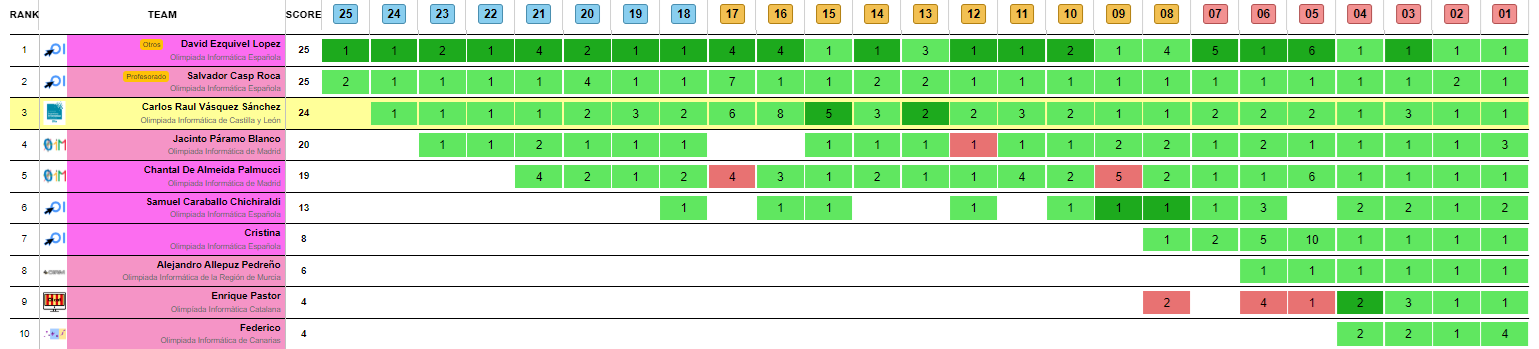 RANK TEAM SCORE 25 24 23 22 21 20 19 18 17 16 15 14 13 12 11 10 09 08 07 06 05 04 03 02 01
1 Otros David Ezquivel Lopez 25 1 1 2 1 4 2 1 1 4 4 1 1 3 1 1 2 1 4 5 1 6 1 1 1 1
Olimpiada Informática Española
2 Profesorado Salvador Casp Roca 25 2 1 1 1 1 4 1 1 7 1 1 2 2 1 1 1 1 1 1 1 1 1 1 2 1
Olimpiada Informática Española
3 Carlos Raul Vásquez Sánchez 24 1 1 1 1 2 3 2 6 8 5 3 2 2 3 2 1 1 2 2 2 1 3 1 1
Olimpiada Informática de Castilla y León
4 Jacinto Páramo Blanco 20 1 1 2 1 1 1 1 1 1 1 1 1 2 2 1 2 1 1 1 1 3
Olimpiada Informática de Madrid
5 Chantal De Almeida Palmucci 19 4 2 1 2 4 3 1 2 1 1 4 2 5 2 1 1 6 1 1 1 1
Olimpiada Informática de Madrid
6 Samuel Caraballo Chichiraldi 13 1 1 1 1 1 1 1 1 3 2 2 1 2
Olimpiada Informática Española
7 Cristina 8 1 2 5 10 1 1 1 1
Olimpiada Informática Española
8 Alejandro Allepuz Pedreño 6 1 1 1 1 1 1
Olimpiada Informática de la Región de Murcia
9 Enrique Pastor 4 2 4 1 2 3 1 1
Olimpíada Informàtica Catalana
10 Federico 4 2 2 1 4
Olimpiada Informática de Canarias